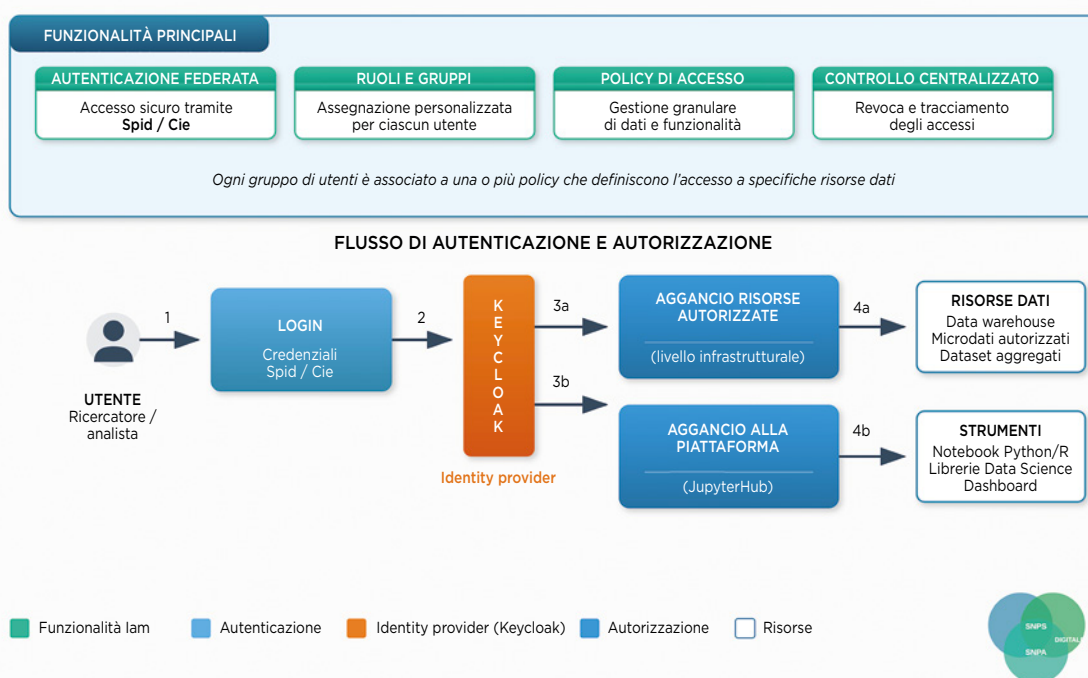 FUNZIONALITÀ PRINCIPALI
AUTENTICAZIONE FEDERATA
Accesso sicuro tramite
Spid / Cie
RUOLI E GRUPPI
Assegnazione personalizzata
per ciascun utente
POLICY DI ACCESSO
Gestione granulare
di dati e funzionalità
CONTROLLO CENTRALIZZATO
Revoca e tracciamento
degli accessi
Ogni gruppo di utenti è associato a una o più policy che definiscono l'accesso a specifiche risorse dati
FLUSSO DI AUTENTICAZIONE E AUTORIZZAZIONE
UTENTE
Ricercatore /
analista
1
LOGIN
Credenziali
Spid / Cie
2
KEYCLOAK
Identity provider
3a
3b
AGGANCIO RISORSE
AUTORIZZATE
(livello infrastrutturale)
AGGANCIO ALLA
PIATTAFORMA
(JupyterHub)
4a
4b
RISORSE DATI
Data warehouse
Microdati autorizzati
Dataset aggregati
STRUMENTI
Notebook Python/R
Librerie Data Science
Dashboard
Funzionalità Iam
Autenticazione
Identity provider (Keycloak)
Autorizzazione
Risorse
SNPS
DIGITALE
SNPA